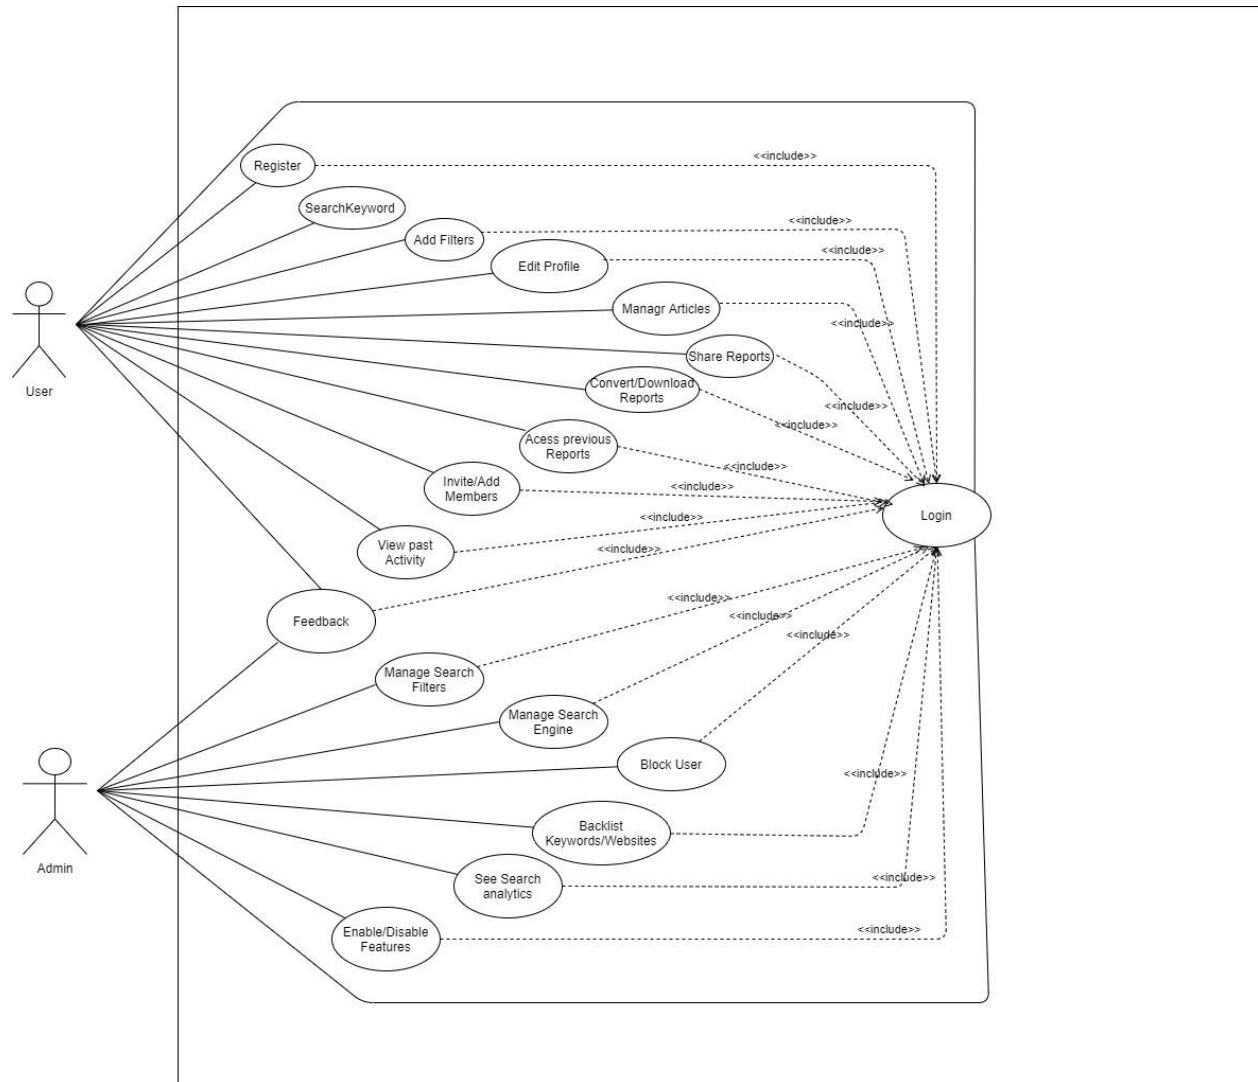 <<include>>
Register
SearchKeyword
<<include>>
Add Filters
<<include>>
Edit Profile
Managr Articles
<<include>>
Share Reports
Convert/Download
Reports
<<include>>
<<include>>
Acess previous
Reports
<<include>>
Invite/Add
Members
<<include>>
View past
Activity
<<include>>
<<include>>
Login
User
Feedback
<<include>>
Manage Search
Filters
<<include>>
Manage Search
Engine
<<include>>
Block User
<<include>>
Backlist
Keywords/Websites
See Search
analytics
<<include>>
Enable/Disable
Features
<<include>>
Admin